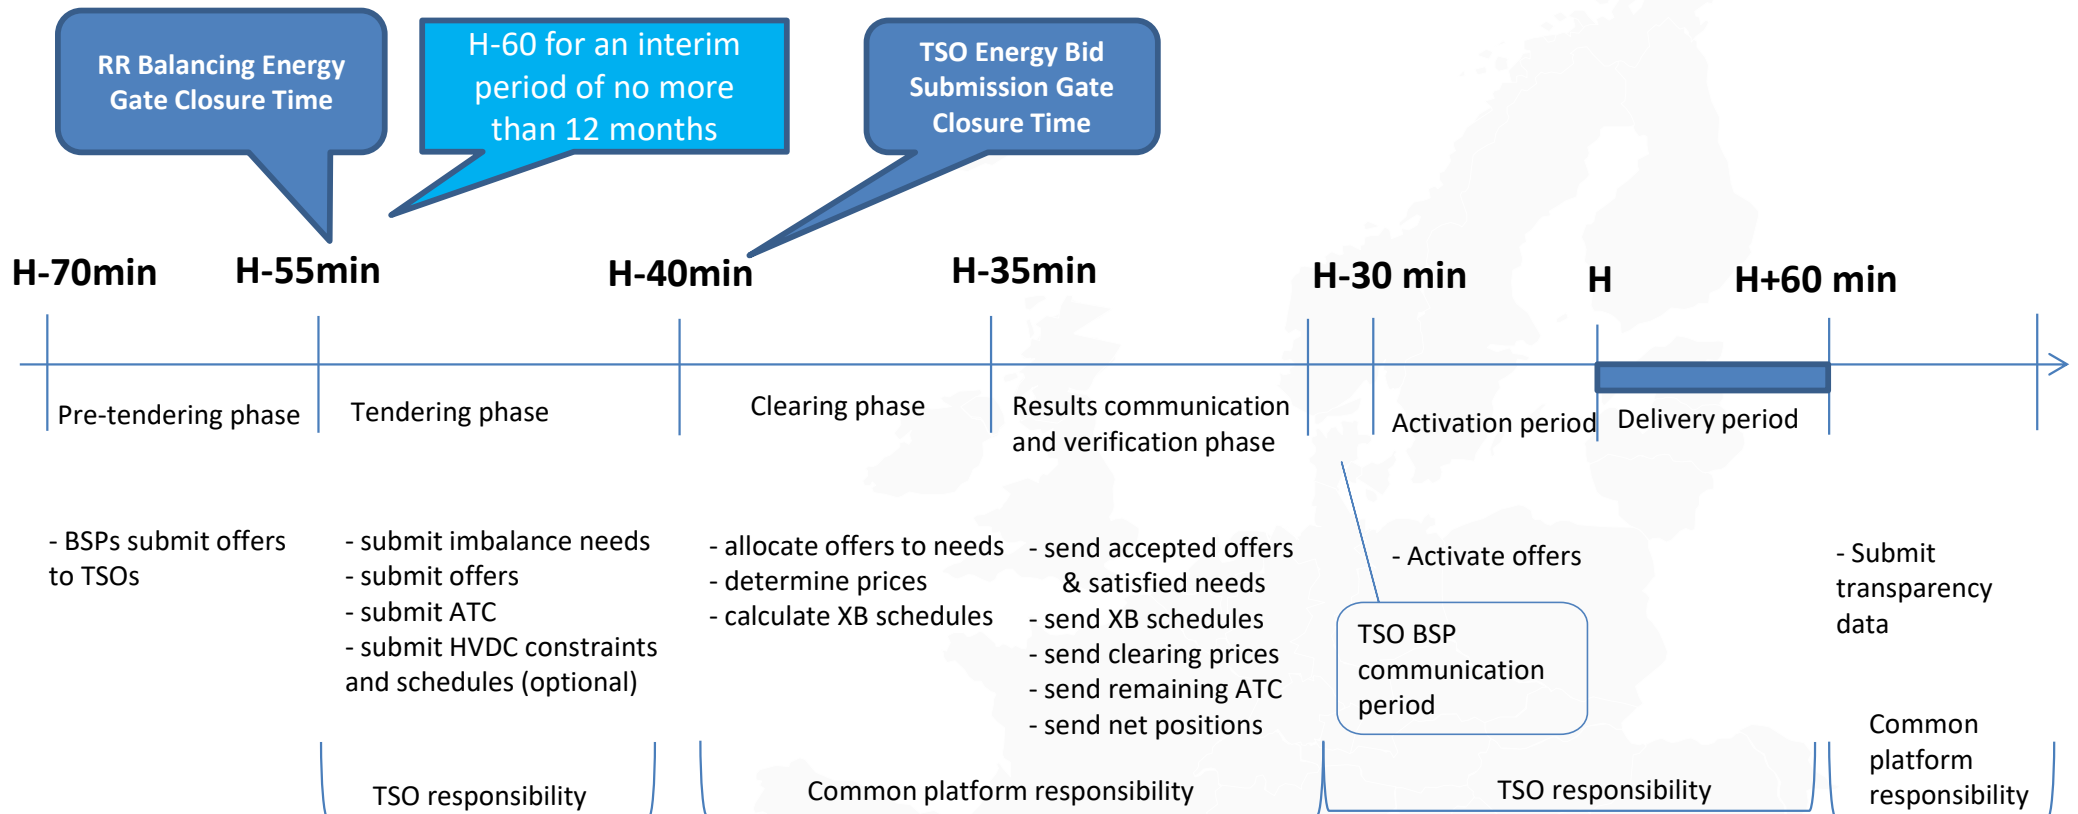 RR Balancing Energy
Gate Closure Time
H-60 for an interim
period of no more
than 12 months
TSO Energy Bid
Submission Gate
Closure Time
H-70min
H-55min
H-40min
H-35min
H-30 min
H
H+60 min
Pre-tendering phase
Tendering phase
Clearing phase
Results communication
and verification phase
Activation period
Delivery period
- BSPs submit offers
to TSOs
- submit imbalance needs
- submit offers
- submit ATC
- submit HVDC constraints
and schedules (optional)
- allocate offers to needs
- determine prices
- calculate XB schedules
- send accepted offers
& satisfied needs
- send XB schedules
- send clearing prices
- send remaining ATC
- send net positions
- Activate offers
TSO BSP
communication
period
- Submit
transparency
data
TSO responsibility
Common platform responsibility
TSO responsibility
Common
platform
responsibility